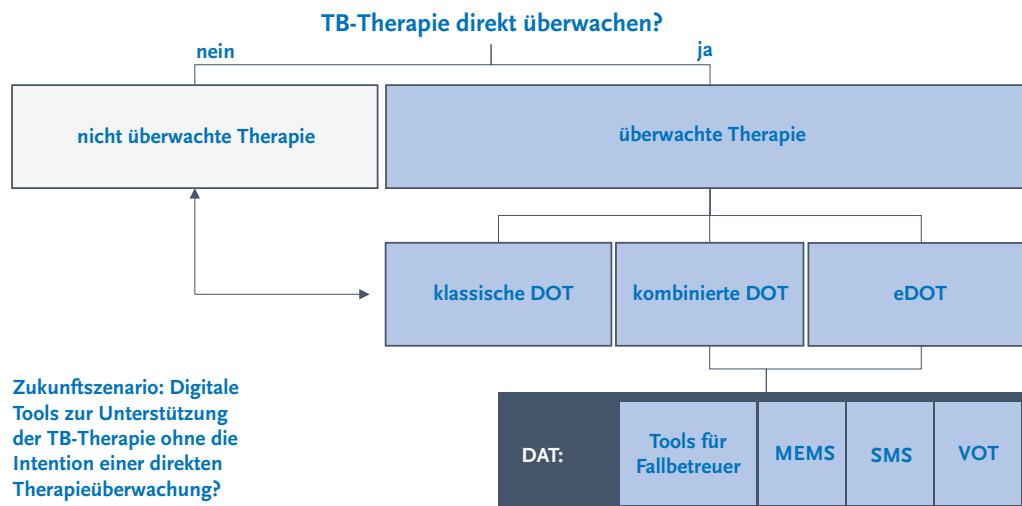 TB-Therapie direkt überwachen?
nein
ja
nicht überwachte Therapie
überwachte Therapie
klassische DOT
kombinierte DOT
eDOT
Zukunftszenario: Digitale
Tools zur Unterstützung
der TB-Therapie ohne die
Intention einer direkten
Therapieüberwachung?
DAT:
Tools für
Fallbetreuer
MEMS
SMS
VOT